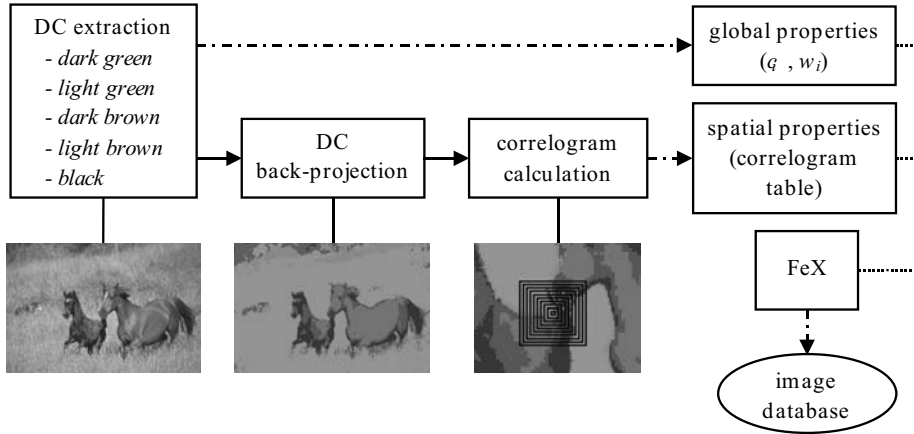 DC extraction
- dark green
- light green
- dark brown
- light brown
- black
DC
back-projection
correlogram
calculation
global properties
(c , w i)
spatial properties
(correlogram
table)
FeX
image
database